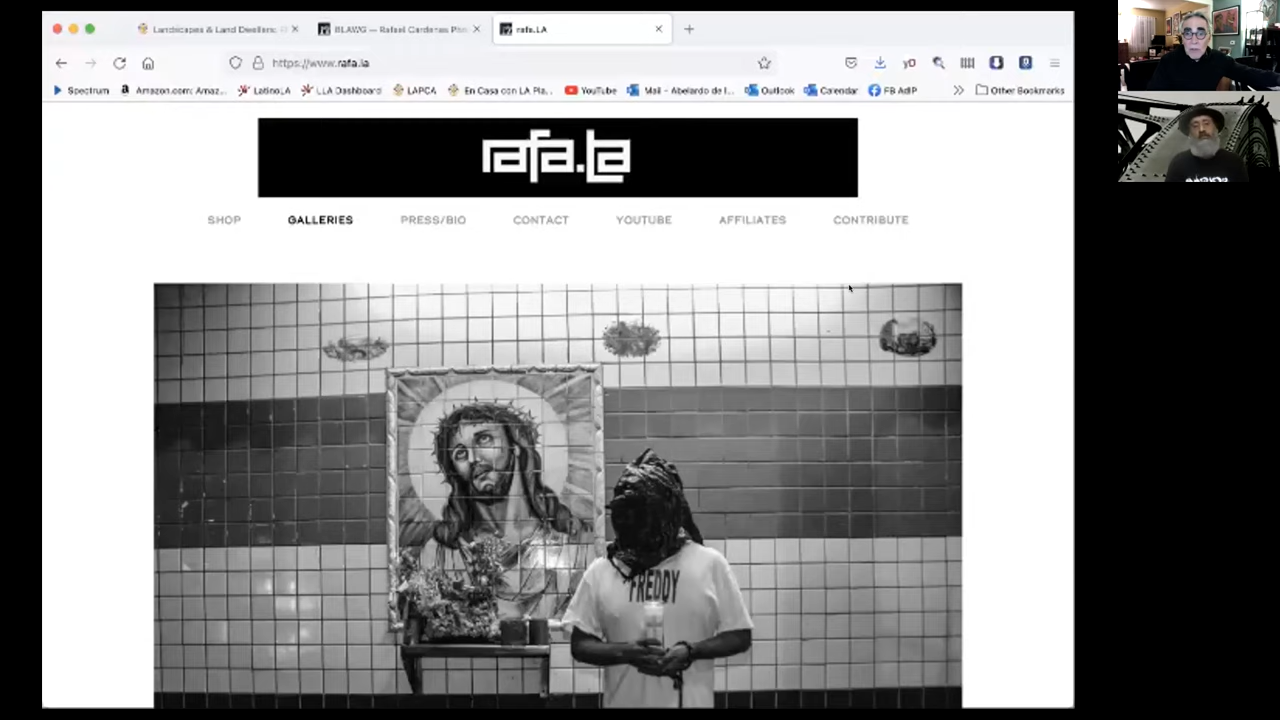 Landscapes & Land Dwellers:
BLAWG — Rafael Cardenas Pho
rafa.LA
https://www.rafa.la
Spectrum
Amazon.com: Amaz...
LatinoLA
LLA Dashboard
LAPCA
En Casa con LA Pla...
YouTube
Mail - Abelardo de l...
Outlook
Calendar
FB AdlP
Other Bookmarks
rafa.la
SHOP GALLERIES PRESS/BIO CONTACT YOUTUBE AFFILIATES CONTRIBUTE
FREDDY